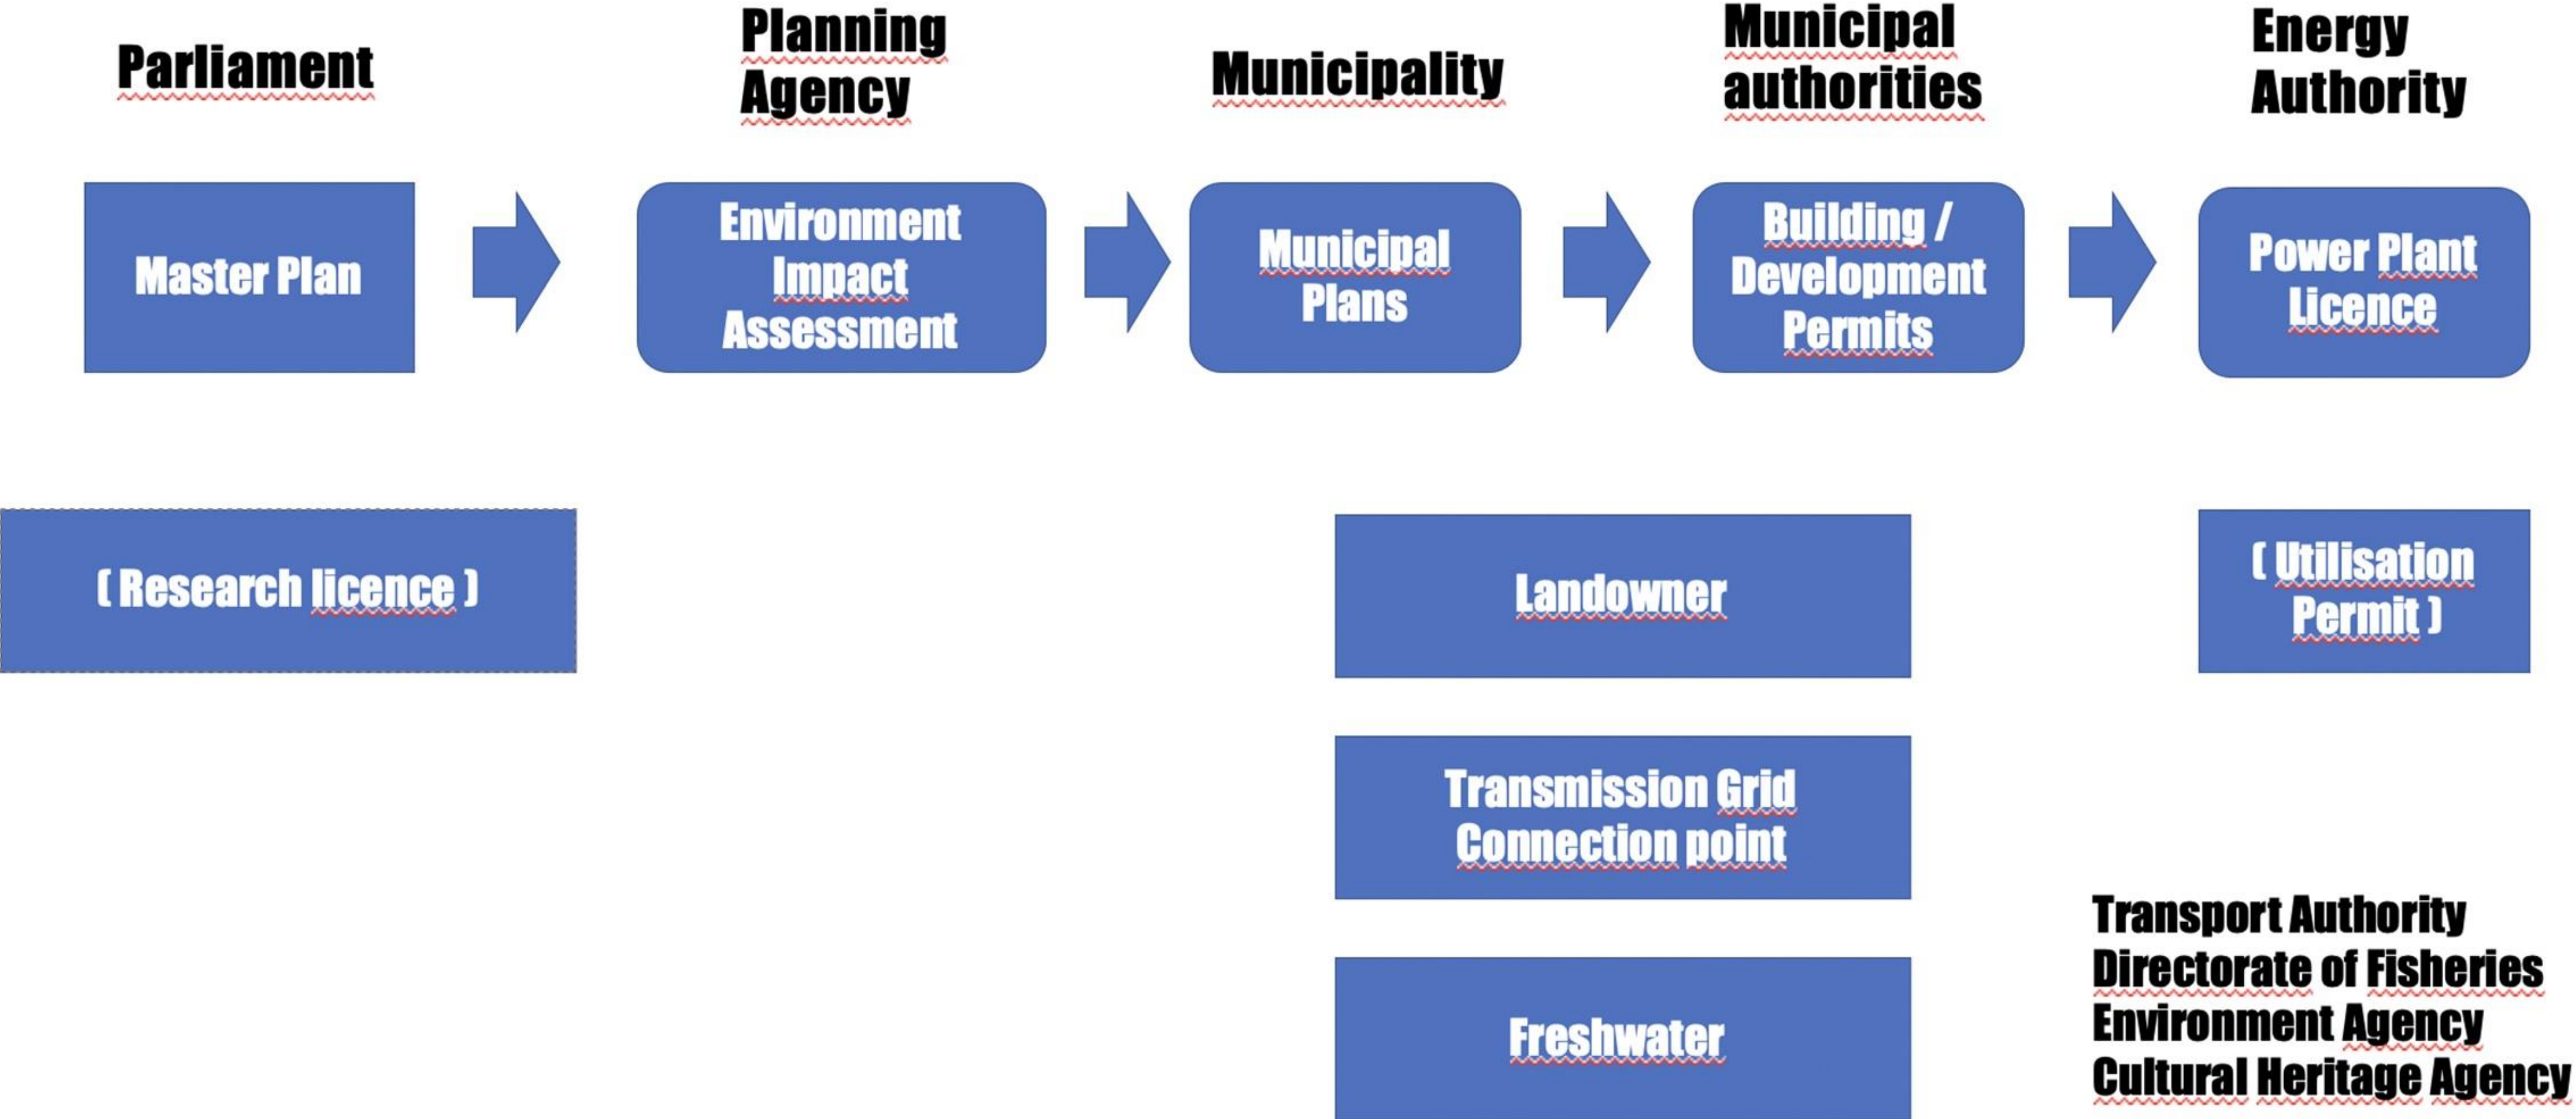 Parliament
Planning
Agency
Municipality
Municipal
authorities
Energy
Authority
Master Plan
Environment
Impact
Assessment
Municipal
Plans
Building /
Development
Permits
Power Plant
Licence
( Research licence )
Landowner
( Utilisation
Permit )
Transmission Grid
Connection point
Freshwater
Transport Authority
Directorate of Fisheries
Environment Agency
Cultural Heritage Agency